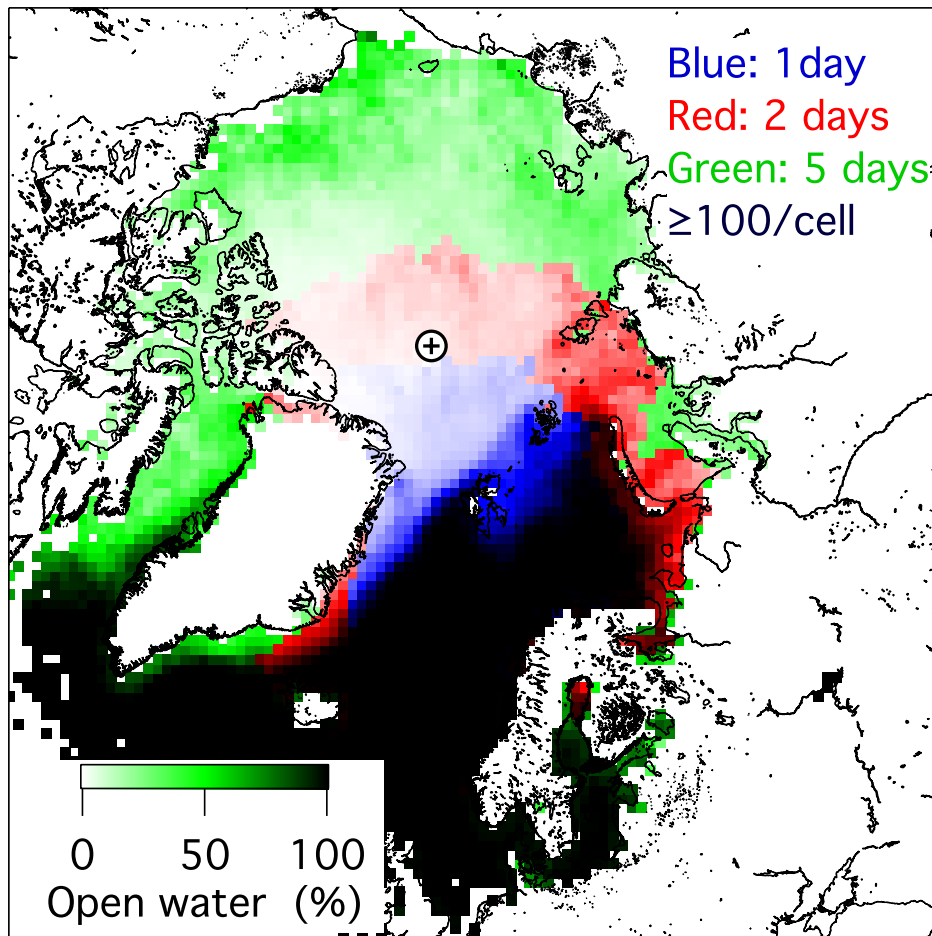 Blue: 1day
Red: 2 days
Green: 5 days
≥100/cell
0 50 100
Open water (%)